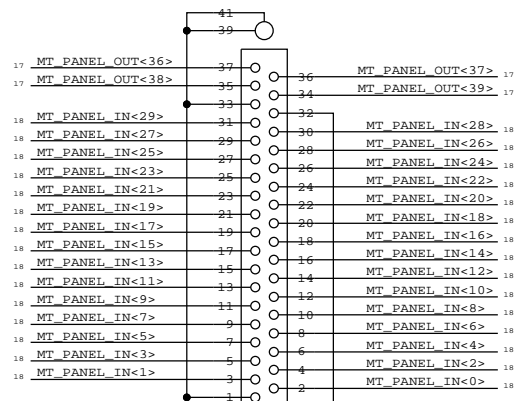 41
39
17 MT_PANEL_OUT<36> 37
36 MT_PANEL_OUT<37> 17
17 MT_PANEL_OUT<38> 35
34 MT_PANEL_OUT<39> 17
33
32
18 MT_PANEL_IN<29> 31
30 MT_PANEL_IN<28> 18
18 MT_PANEL_IN<27> 29
28 MT_PANEL_IN<26> 18
18 MT_PANEL_IN<25> 27
26 MT_PANEL_IN<24> 18
18 MT_PANEL_IN<23> 25
24 MT_PANEL_IN<22> 18
18 MT_PANEL_IN<21> 23
22 MT_PANEL_IN<20> 18
18 MT_PANEL_IN<19> 21
20 MT_PANEL_IN<18> 18
18 MT_PANEL_IN<17> 19
18 MT_PANEL_IN<16> 18
18 MT_PANEL_IN<15> 17
16 MT_PANEL_IN<14> 18
18 MT_PANEL_IN<13> 15
14 MT_PANEL_IN<12> 18
18 MT_PANEL_IN<11> 13
12 MT_PANEL_IN<10> 18
18 MT_PANEL_IN<9> 11
10 MT_PANEL_IN<8> 18
18 MT_PANEL_IN<7> 9
8 MT_PANEL_IN<6> 18
18 MT_PANEL_IN<5> 7
6 MT_PANEL_IN<4> 18
18 MT_PANEL_IN<3> 5
4 MT_PANEL_IN<2> 18
18 MT_PANEL_IN<1> 3
2 MT_PANEL_IN<0> 18
1